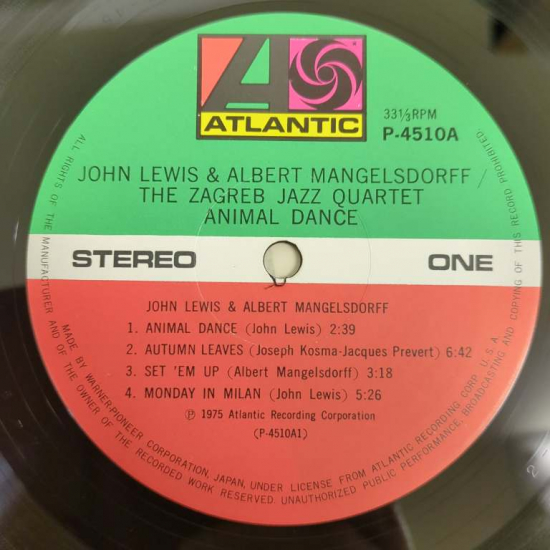 ATLANTIC
33⅓RPM
P-4510A
JOHN LEWIS & ALBERT MANGELSDORFF /
THE ZAGREB JAZZ QUARTET
ANIMAL DANCE
STEREO
ONE
JOHN LEWIS & ALBERT MANGELSDORFF
1. ANIMAL DANCE (John Lewis) 2:39
2. AUTUMN LEAVES (Joseph Kosma-Jacques Prevert) 6:42
3. SET 'EM UP (Albert Mangelsdorff) 3:18
4. MONDAY IN MILAN (John Lewis) 5:26
Ⓟ 1975 Atlantic Recording Corporation
(P-4510A1)
MADE BY WARNER-PIONEER CORPORATION, JAPAN, UNDER LICENSE FROM ATLANTIC RECORDING CORP., U.S.A.
ALL RIGHTS OF THE MANUFACTURER AND OF THE OWNER OF THE RECORDED WORK RESERVED. UNAUTHORIZED PUBLIC PERFORMANCE, BROADCASTING AND COPYING OF THIS RECORD PROHIBITED